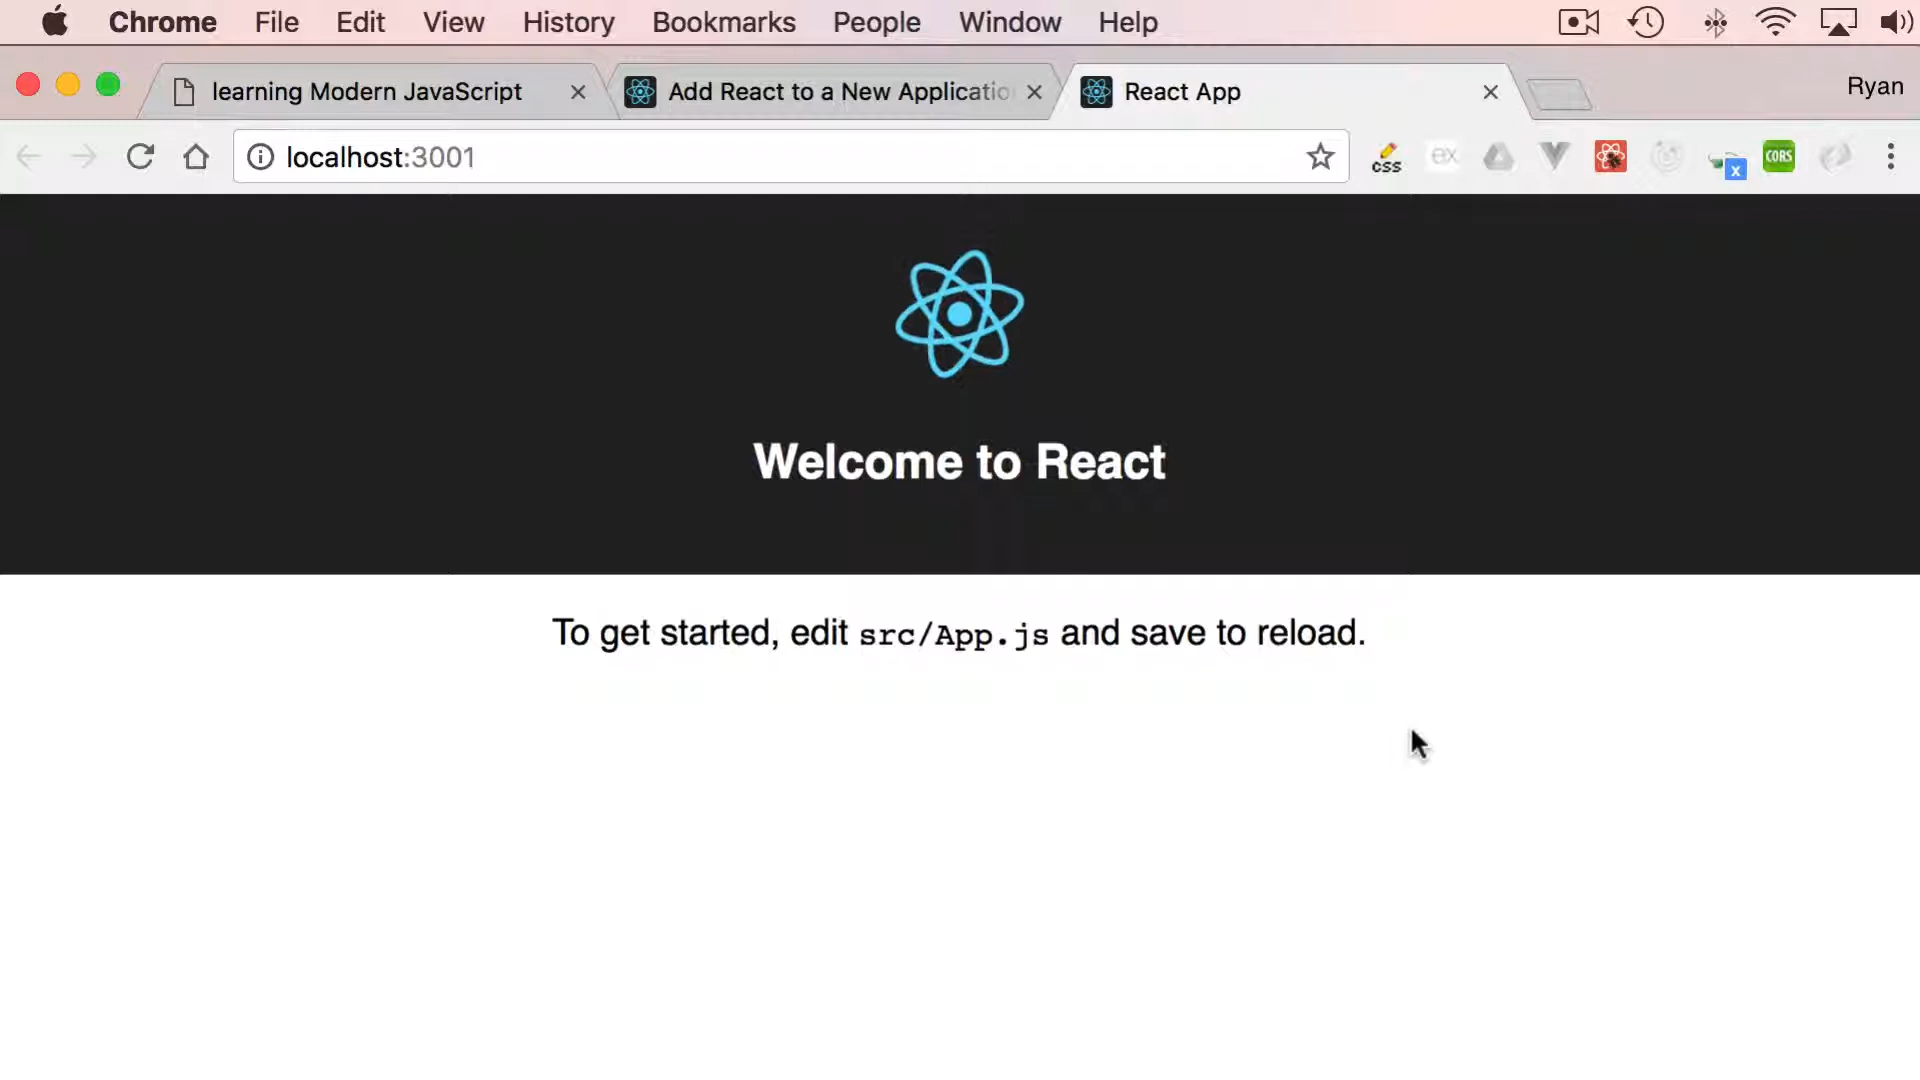 Chrome File Edit View History Bookmarks People Window Help
learning Modern JavaScript Add React to a New Applicatio React App Ryan
localhost:3001 css ex x CORS
Welcome to React
To get started, edit src/App.js and save to reload.